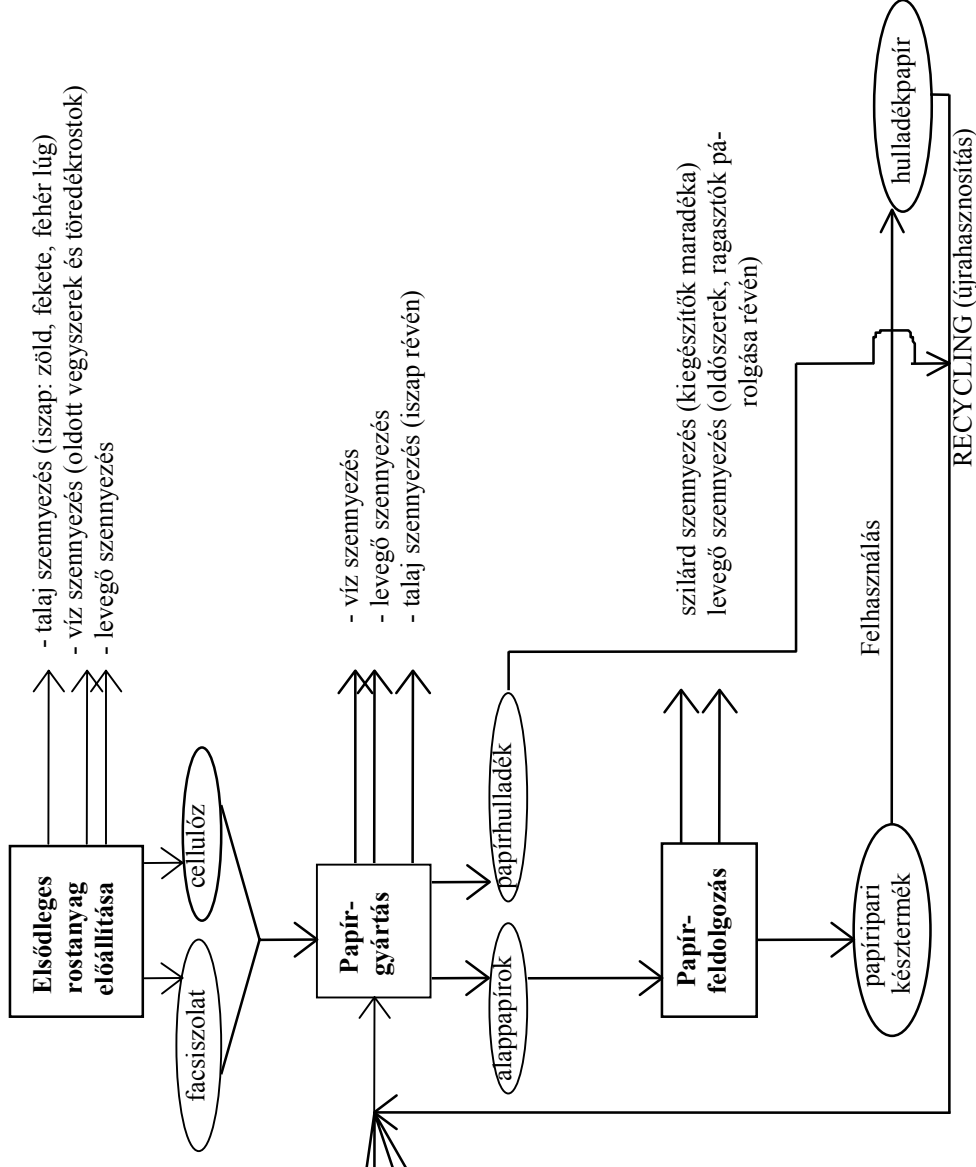 Elsődleges
rostanyag
előállítása
- talaj szennyezés (iszap: zöld, fekete, fehér lúg)
- víz szennyezés (oldott vegyszerek és töredékrostok)
- levegő szennyezés
facsiszolat
cellulóz
Papír-
gyártás
- víz szennyezés
- levegő szennyezés
- talaj szennyezés (iszap révén)
alappapírok
papírhulladék
Papír-
feldolgozás
szilárd szennyezés (kiegészítők maradéka)
levegő szennyezés (oldószerek, ragasztók pá-
rolgása révén)
papíripari
késztermék
Felhasználás
hulladékpapír
RECYCLING (újrahasznosítás)